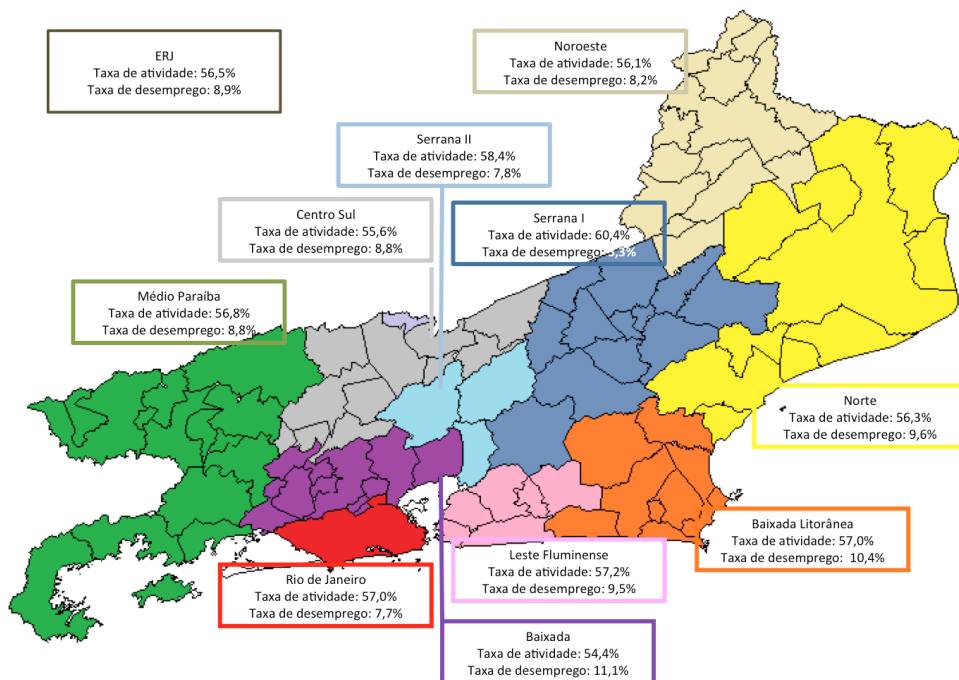 ERJ
Taxa de atividade: 56,5%
Taxa de desemprego: 8,9%
Noroeste
Taxa de atividade: 56,1%
Taxa de desemprego: 8,2%
Serrana II
Taxa de atividade: 58,4%
Taxa de desemprego: 7,8%
Centro Sul
Taxa de atividade: 55,6%
Taxa de desemprego: 8,8%
Serrana I
Taxa de atividade: 60,4%
Taxa de desemprego:
Médio Paraíba
Taxa de atividade: 56,8%
Taxa de desemprego: 8,8%
Norte
Taxa de atividade: 56,3%
Taxa de desemprego: 9,6%
Baixada Litorânea
Taxa de atividade: 57,0%
Taxa de desemprego: 10,4%
Leste Fluminense
Taxa de atividade: 57,2%
Taxa de desemprego: 9,5%
Rio de Janeiro
Taxa de atividade: 57,0%
Taxa de desemprego: 7,7%
Baixada
Taxa de atividade: 54,4%
Taxa de desemprego: 11,1%